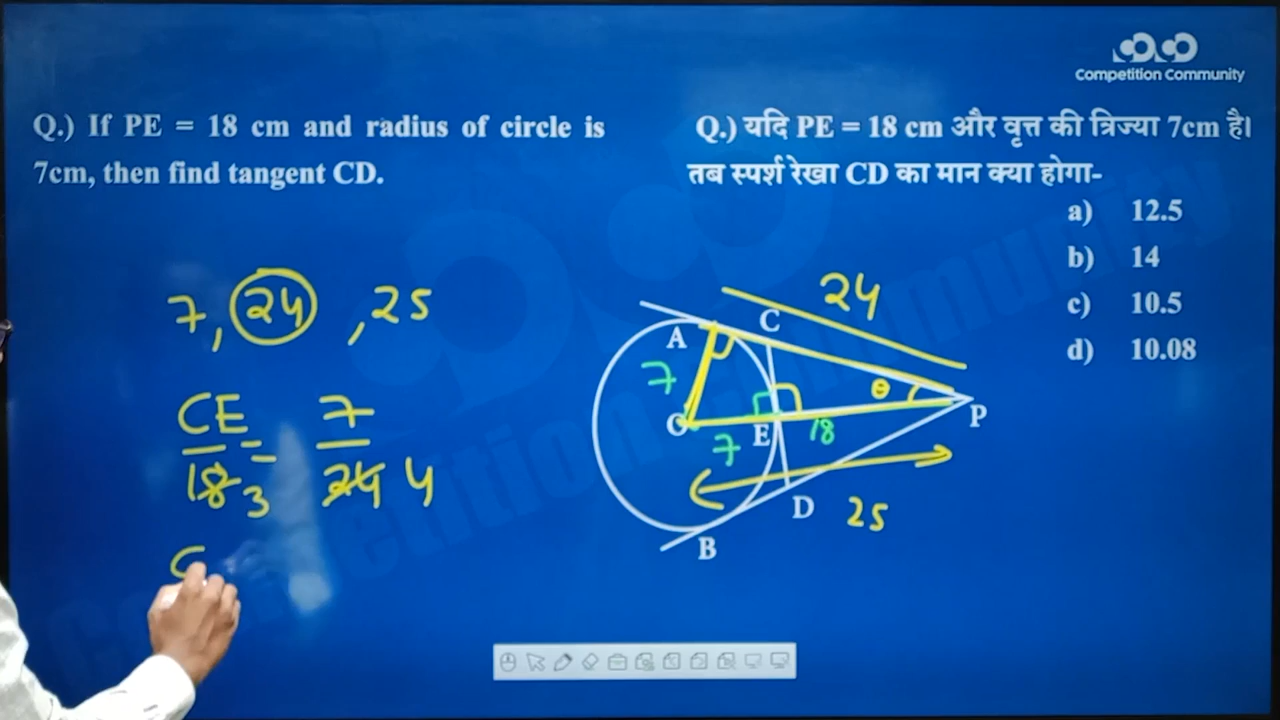 Competition Community
Q.) If PE = 18 cm and radius of circle is
7cm, then find tangent CD.
Q.) यदि PE = 18 cm और वृत्त की त्रिज्या 7cm है।
तब स्पर्श रेखा CD का मान क्या होगा-
a) 12.5
b) 14
c) 10.5
d) 10.08
7, 24, 25
CE = 7
18 3 24 4
C
24
A C
7
θ
O E P
7 18
D 25
B
Competition Community